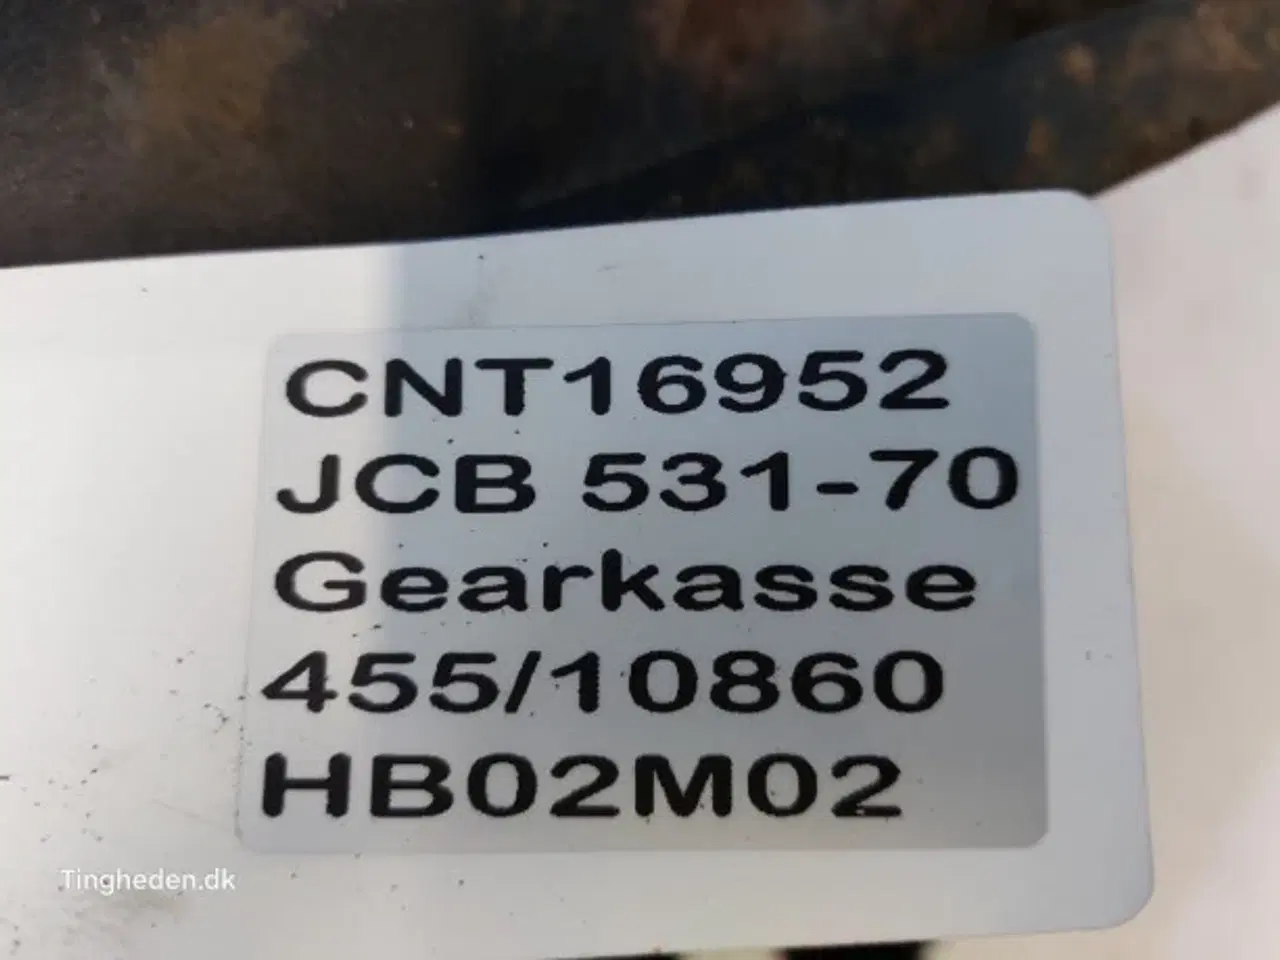 CNT16952
JCB 531-70
Gearkasse
455/10860
HB02M02
Tingheden.dk